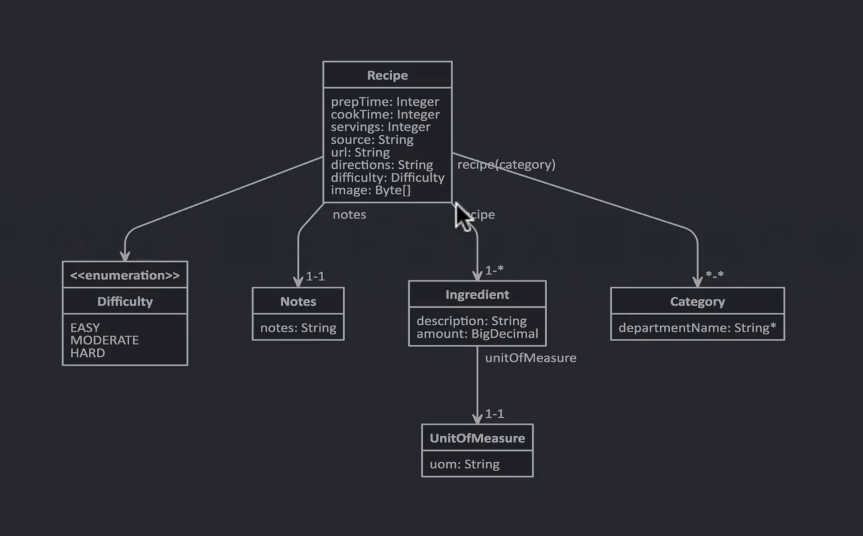 Recipe
prepTime: Integer
cookTime: Integer
servings: Integer
source: String
url: String
directions: String
difficulty: Difficulty
image: Byte[]
recipe(category)
notes
<<enumeration>>
Difficulty
EASY
MODERATE
HARD
1-1
Notes
notes: String
1-*
Ingredient
description: String
amount: BigDecimal
*-*
Category
departmentName: String*
unitOfMeasure
1-1
UnitOfMeasure
uom: String